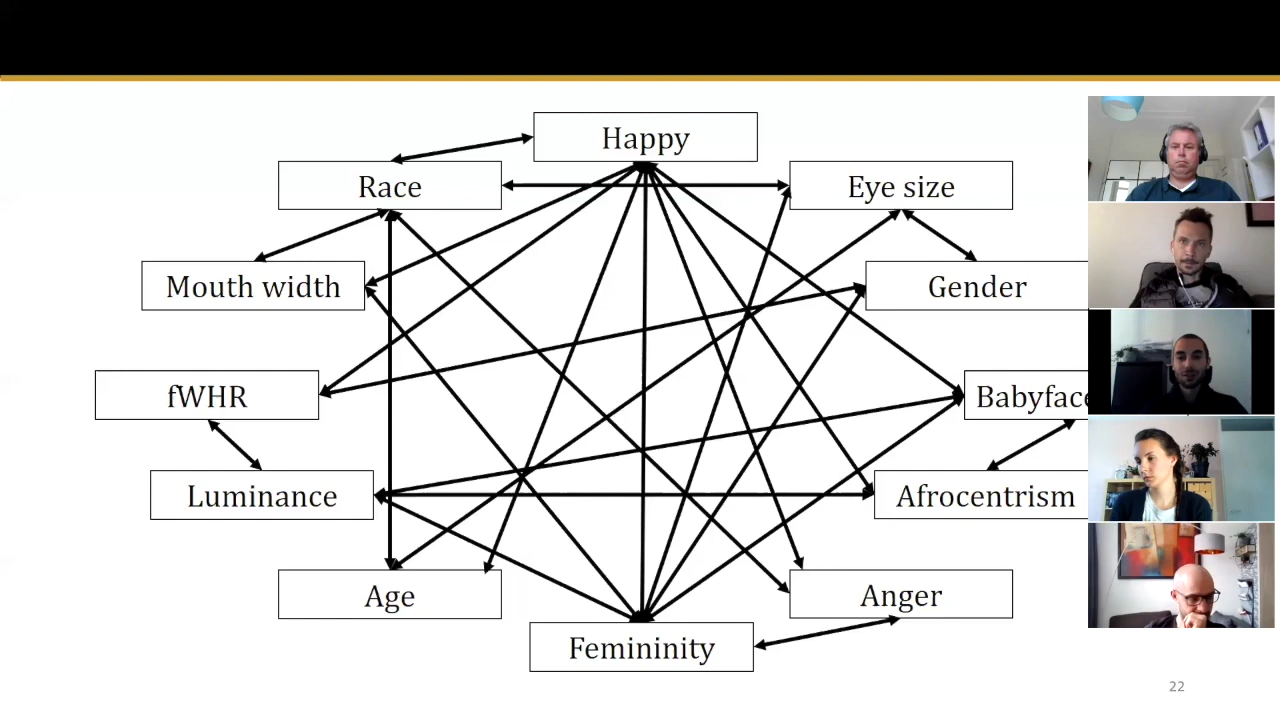 Happy
Race
Eye size
Mouth width
Gender
fWHR
Babyface
Luminance
Afrocentrism
Age
Anger
Femininity
22